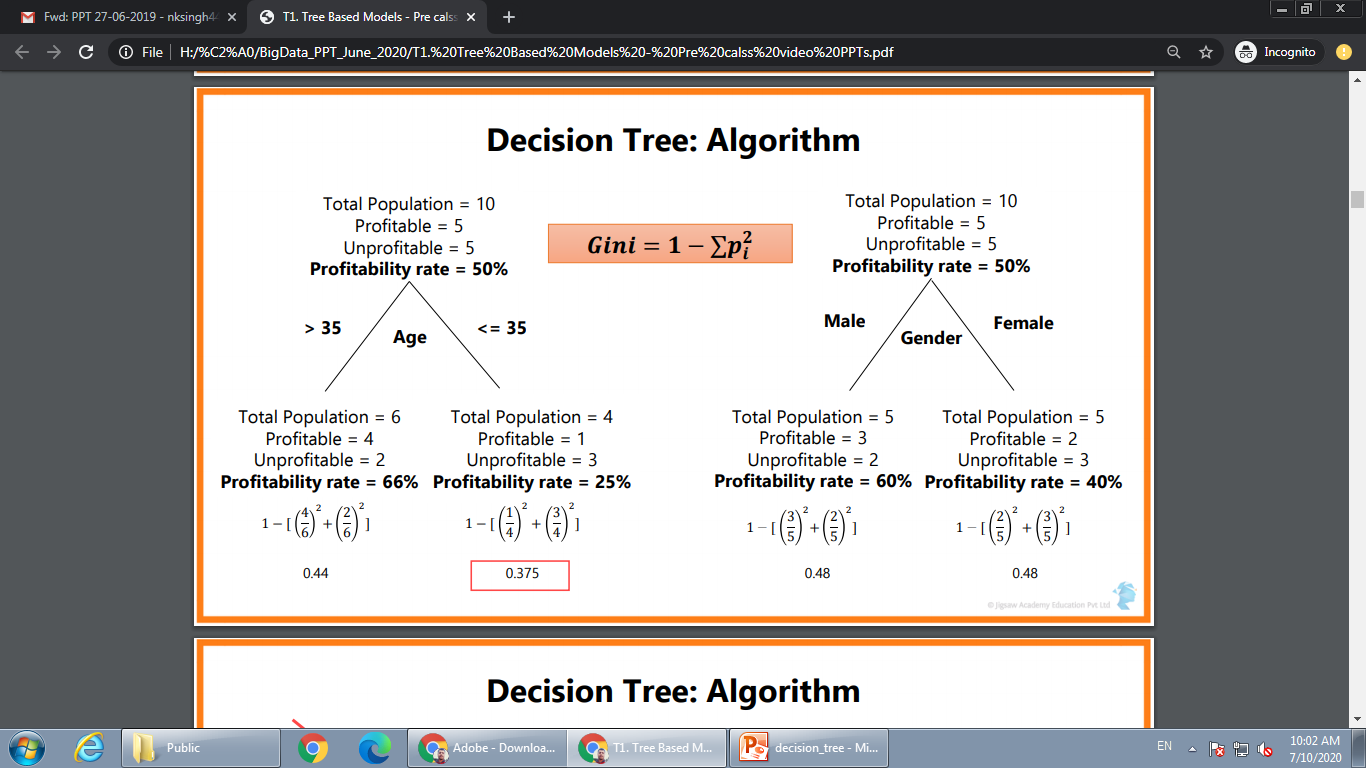 Fwd: PPT 27-06-2019 - nksingh44
T1. Tree Based Models - Pre calss
File
H:/%C2%A0/BigData_PPT_June_2020/T1.%20Tree%20Based%20Models%20-%20Pre%20calss%20video%20PPTs.pdf
Incognito
Decision Tree: Algorithm
Total Population = 10
Profitable = 5
Unprofitable = 5
Profitability rate = 50%
Gini = 1 − ∑pᵢ²
Total Population = 10
Profitable = 5
Unprofitable = 5
Profitability rate = 50%
> 35
Age
<= 35
Male
Gender
Female
Total Population = 6
Profitable = 4
Unprofitable = 2
Profitability rate = 66%
1 − [(4/6)² + (2/6)²]
0.44
Total Population = 4
Profitable = 1
Unprofitable = 3
Profitability rate = 25%
1 − [(1/4)² + (3/4)²]
0.375
Total Population = 5
Profitable = 3
Unprofitable = 2
Profitability rate = 60%
1 − [(3/5)² + (2/5)²]
0.48
Total Population = 5
Profitable = 2
Unprofitable = 3
Profitability rate = 40%
1 − [(2/5)² + (3/5)²]
0.48
© Jigsaw Academy Education Pvt Ltd
Decision Tree: Algorithm
Public
Adobe - Downloa...
T1. Tree Based M...
decision_tree - Mi...
EN
10:02 AM
7/10/2020